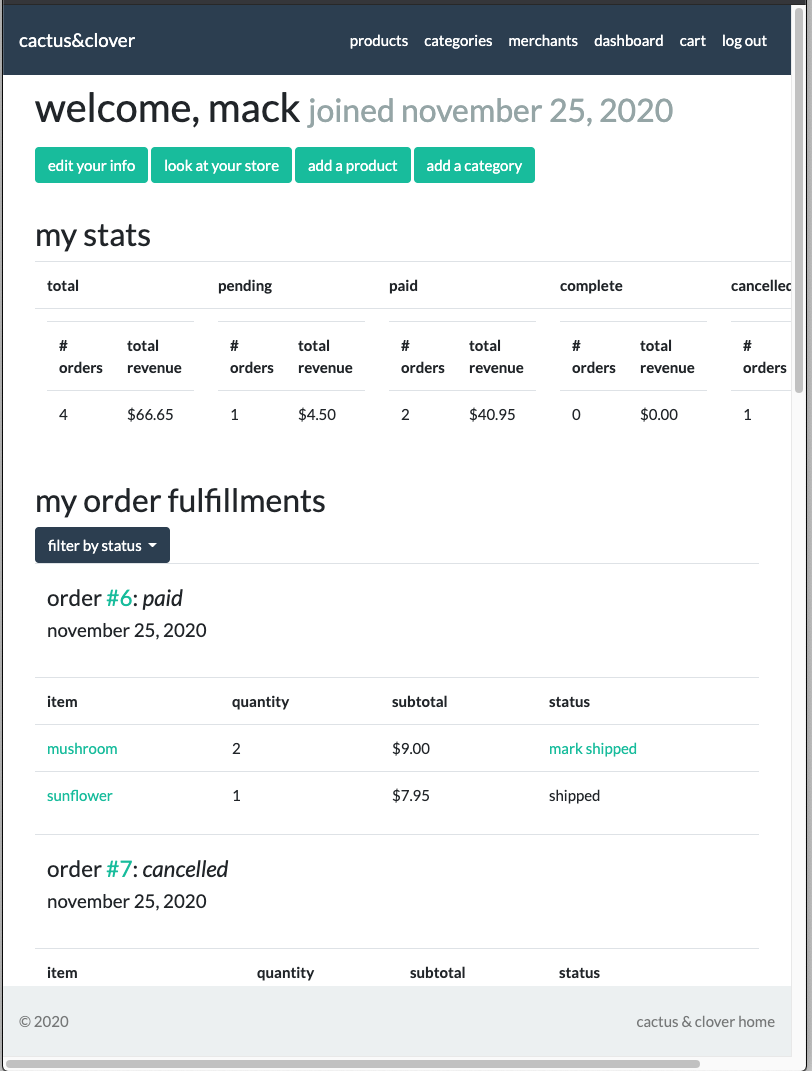 cactus&clover products categories merchants dashboard cart log out
welcome, mack joined november 25, 2020
edit your info look at your store add a product add a category
my stats
total pending paid complete cancelled
# total # total # total # total #
orders revenue orders revenue orders revenue orders revenue orders
4 $66.65 1 $4.50 2 $40.95 0 $0.00 1
my order fulfillments
filter by status
order #6: paid
november 25, 2020
item quantity subtotal status
mushroom 2 $9.00 mark shipped
sunflower 1 $7.95 shipped
order #7: cancelled
november 25, 2020
item quantity subtotal status
© 2020 cactus & clover home